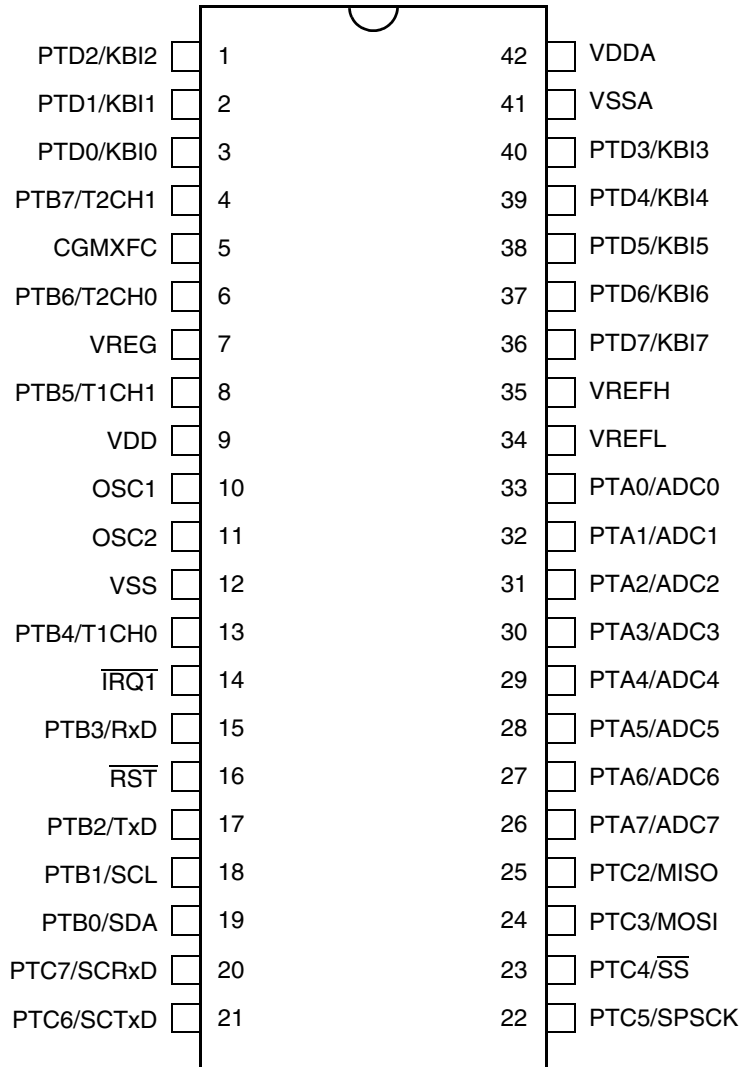 PTD2/KBI2 1 42 VDDA
PTD1/KBI1 2 41 VSSA
PTD0/KBI0 3 40 PTD3/KBI3
PTB7/T2CH1 4 39 PTD4/KBI4
CGMXFC 5 38 PTD5/KBI5
PTB6/T2CH0 6 37 PTD6/KBI6
VREG 7 36 PTD7/KBI7
PTB5/T1CH1 8 35 VREFH
VDD 9 34 VREFL
OSC1 10 33 PTA0/ADC0
OSC2 11 32 PTA1/ADC1
VSS 12 31 PTA2/ADC2
PTB4/T1CH0 13 30 PTA3/ADC3
I̅R̅Q̅1̅ 14 29 PTA4/ADC4
PTB3/RxD 15 28 PTA5/ADC5
R̅S̅T̅ 16 27 PTA6/ADC6
PTB2/TxD 17 26 PTA7/ADC7
PTB1/SCL 18 25 PTC2/MISO
PTB0/SDA 19 24 PTC3/MOSI
PTC7/SCRxD 20 23 PTC4/S̅S̅
PTC6/SCTxD 21 22 PTC5/SPSCK